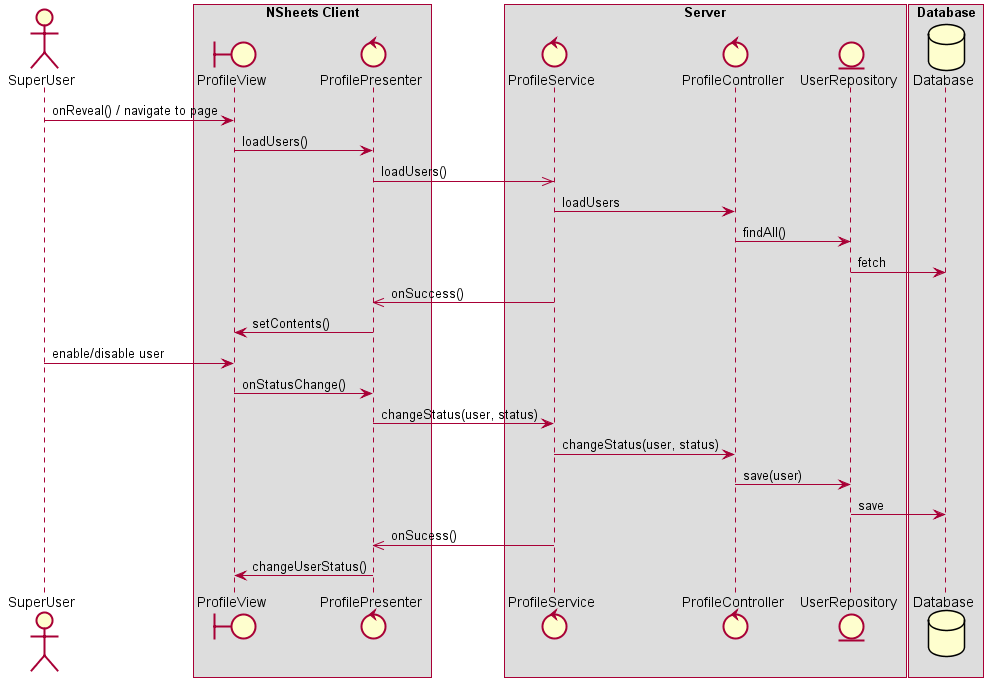 NSheets Client
Server
Database
SuperUser
ProfileView
ProfilePresenter
ProfileService
ProfileController
UserRepository
Database
onReveal() / navigate to page
loadUsers()
loadUsers()
loadUsers
findAll()
fetch
onSuccess()
setContents()
enable/disable user
onStatusChange()
changeStatus(user, status)
changeStatus(user, status)
save(user)
save
onSucess()
changeUserStatus()
SuperUser
ProfileView
ProfilePresenter
ProfileService
ProfileController
UserRepository
Database